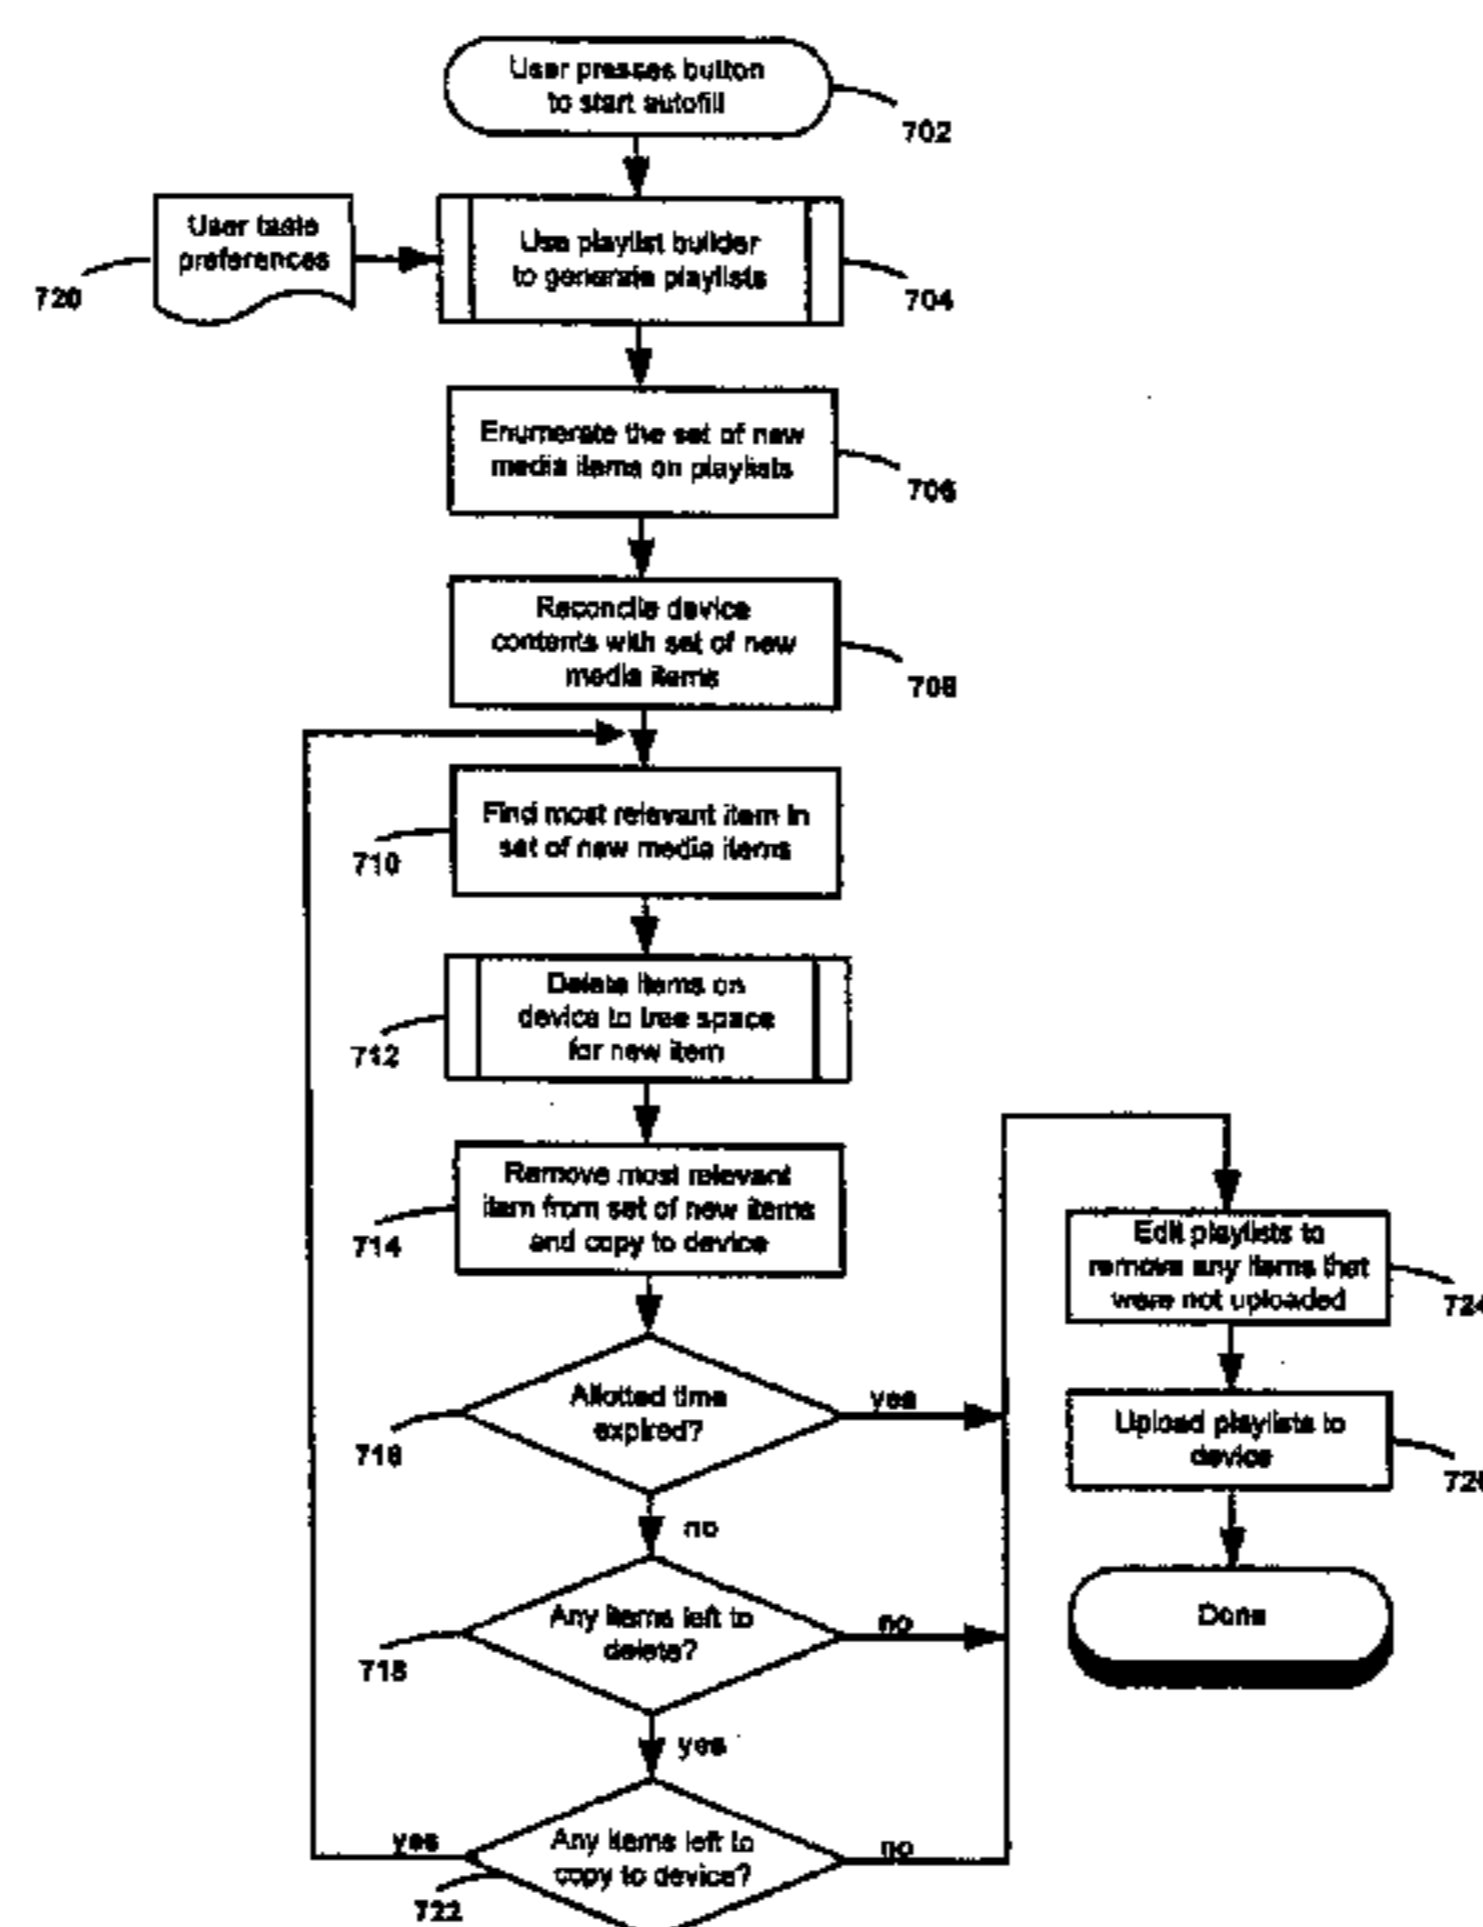 User presses button
to start autofill
702
User taste
preferences
720
Use playlist builder
to generate playlists
704
Enumerate the set of new
media items on playlists
706
Reconcile device
contents with set of new
media items
708
Find most relevant item in
set of new media items
710
Delete items on
device to free space
for new item
712
Remove most relevant
item from set of new items
and copy to device
714
Allotted time
expired?
716
yes
no
Any items left to
delete?
718
no
yes
Any items left to
copy to device?
722
yes
no
Edit playlists to
remove any items that
were not uploaded
Upload playlists to
device
Done